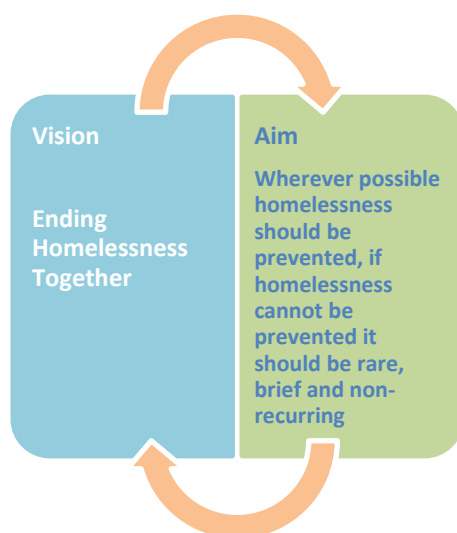 Vision
Ending
Homelessness
Together
Aim
Wherever possible
homelessness
should be
prevented, if
homelessness
cannot be
prevented it
should be rare,
brief and non-
recurring